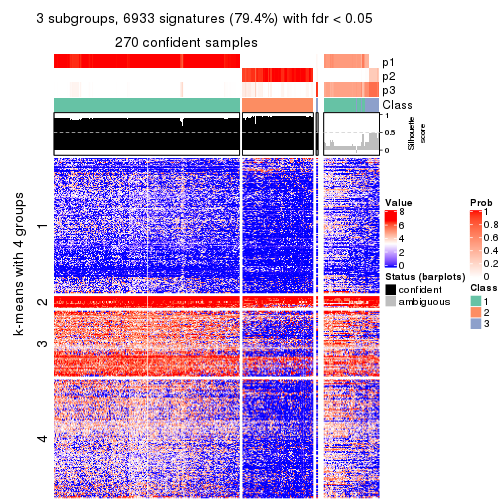 3 subgroups, 6933 signatures (79.4%) with fdr < 0.05
270 confident samples
p1
p2
p3
Class
1
0.5
0
Silhouette
score
k-means with 4 groups
1
2
3
4
Value
8
6
4
2
0
Status (barplots)
confident
ambiguous
Prob
1
0.8
0.6
0.4
0.2
0
Class
1
2
3